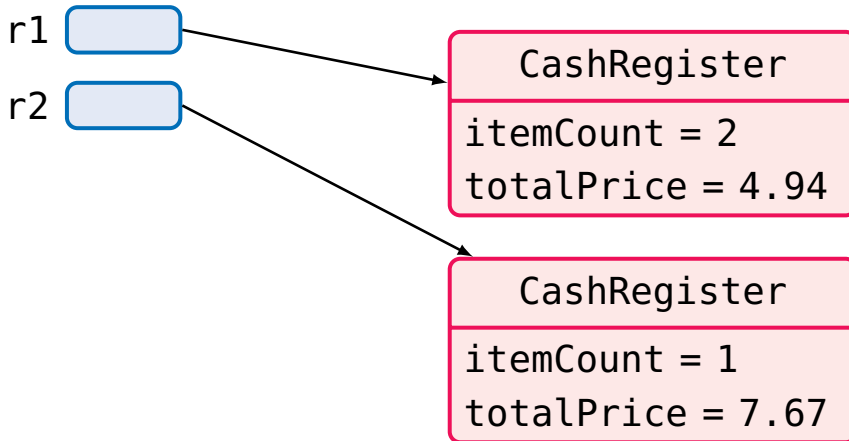 r1
r2
CashRegister
itemCount = 2
totalPrice = 4.94
CashRegister
itemCount = 1
totalPrice = 7.67